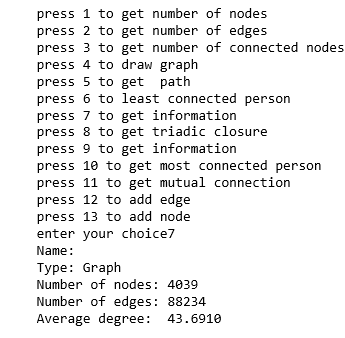 press 1 to get number of nodes
press 2 to get number of edges
press 3 to get number of connected nodes
press 4 to draw graph
press 5 to get  path
press 6 to least connected person
press 7 to get information
press 8 to get triadic closure
press 9 to get information
press 10 to get most connected person
press 11 to get mutual connection
press 12 to add edge
press 13 to add node
enter your choice7
Name:
Type: Graph
Number of nodes: 4039
Number of edges: 88234
Average degree:  43.6910